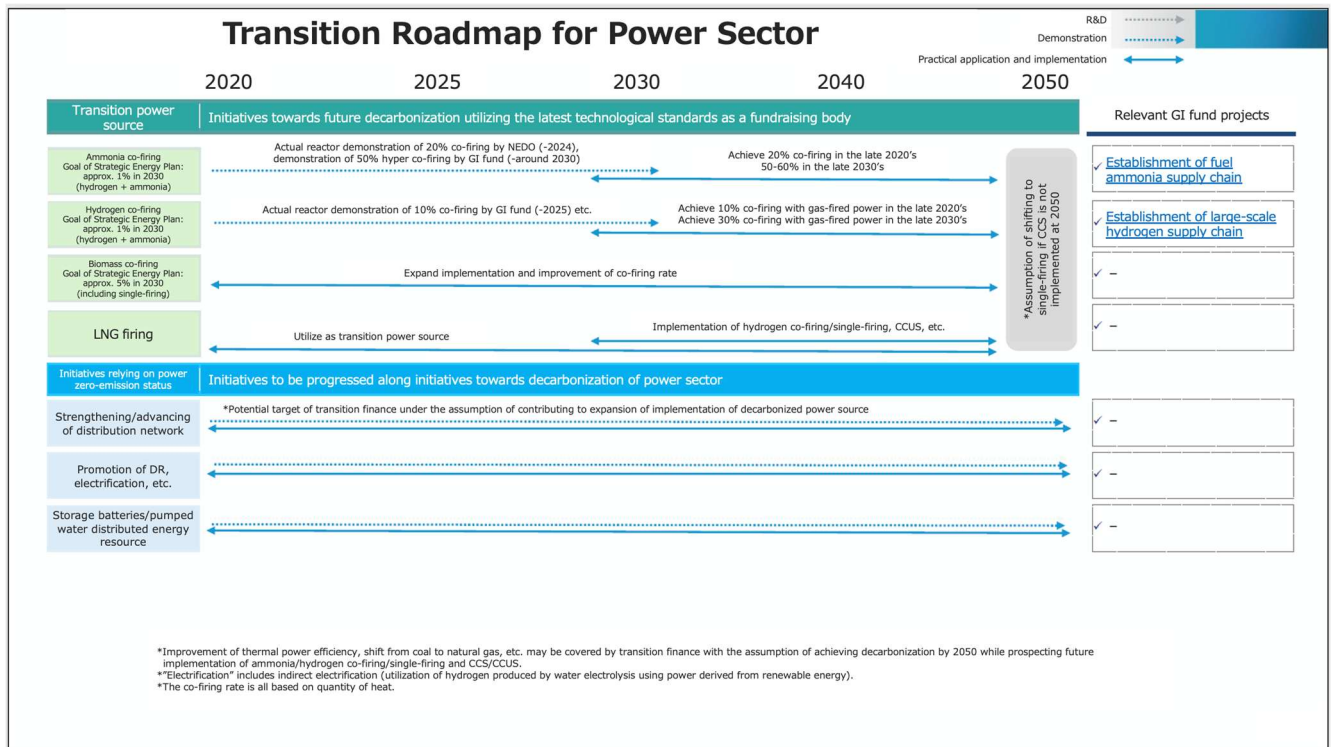 Transition Roadmap for Power Sector
R&D
Demonstration
Practical application and implementation
2020
2025
2030
2040
2050
Transition power
source
Initiatives towards future decarbonization utilizing the latest technological standards as a fundraising body
Relevant GI fund projects
Ammonia co-firing
Goal of Strategic Energy Plan:
approx. 1% in 2030
(hydrogen + ammonia)
Actual reactor demonstration of 20% co-firing by NEDO (-2024),
demonstration of 50% hyper co-firing by GI fund (-around 2030)
Achieve 20% co-firing in the late 2020's
50-60% in the late 2030's
✓ Establishment of fuel
ammonia supply chain
Hydrogen co-firing
Goal of Strategic Energy Plan:
approx. 1% in 2030
(hydrogen + ammonia)
Actual reactor demonstration of 10% co-firing by GI fund (-2025) etc.
Achieve 10% co-firing with gas-fired power in the late 2020's
Achieve 30% co-firing with gas-fired power in the late 2030's
✓ Establishment of large-scale
hydrogen supply chain
*Assumption of shifting to
single-firing if CCS is not
implemented at 2050
Biomass co-firing
Goal of Strategic Energy Plan:
approx. 5% in 2030
(including single-firing)
Expand implementation and improvement of co-firing rate
✓ –
LNG firing
Utilize as transition power source
Implementation of hydrogen co-firing/single-firing, CCUS, etc.
✓ –
Initiatives relying on power
zero-emission status
Initiatives to be progressed along initiatives towards decarbonization of power sector
Strengthening/advancing
of distribution network
*Potential target of transition finance under the assumption of contributing to expansion of implementation of decarbonized power source
✓ –
Promotion of DR,
electrification, etc.
✓ –
Storage batteries/pumped
water distributed energy
resource
✓ –
*Improvement of thermal power efficiency, shift from coal to natural gas, etc. may be covered by transition finance with the assumption of achieving decarbonization by 2050 while prospecting future
implementation of ammonia/hydrogen co-firing/single-firing and CCS/CCUS.
*"Electrification" includes indirect electrification (utilization of hydrogen produced by water electrolysis using power derived from renewable energy).
*The co-firing rate is all based on quantity of heat.